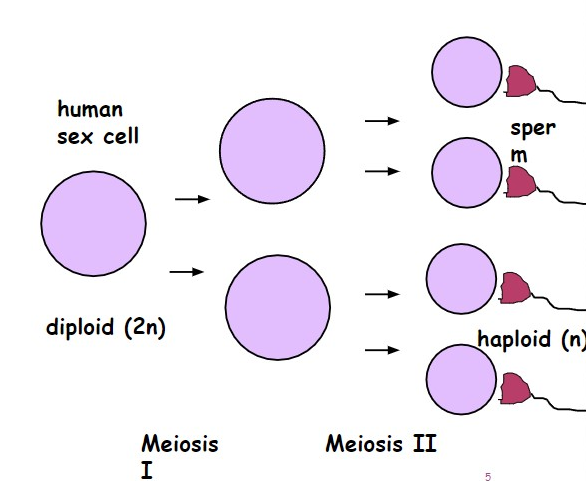 human
sex cell
sper
m
diploid (2n)
haploid (n)
Meiosis
I
Meiosis II
5